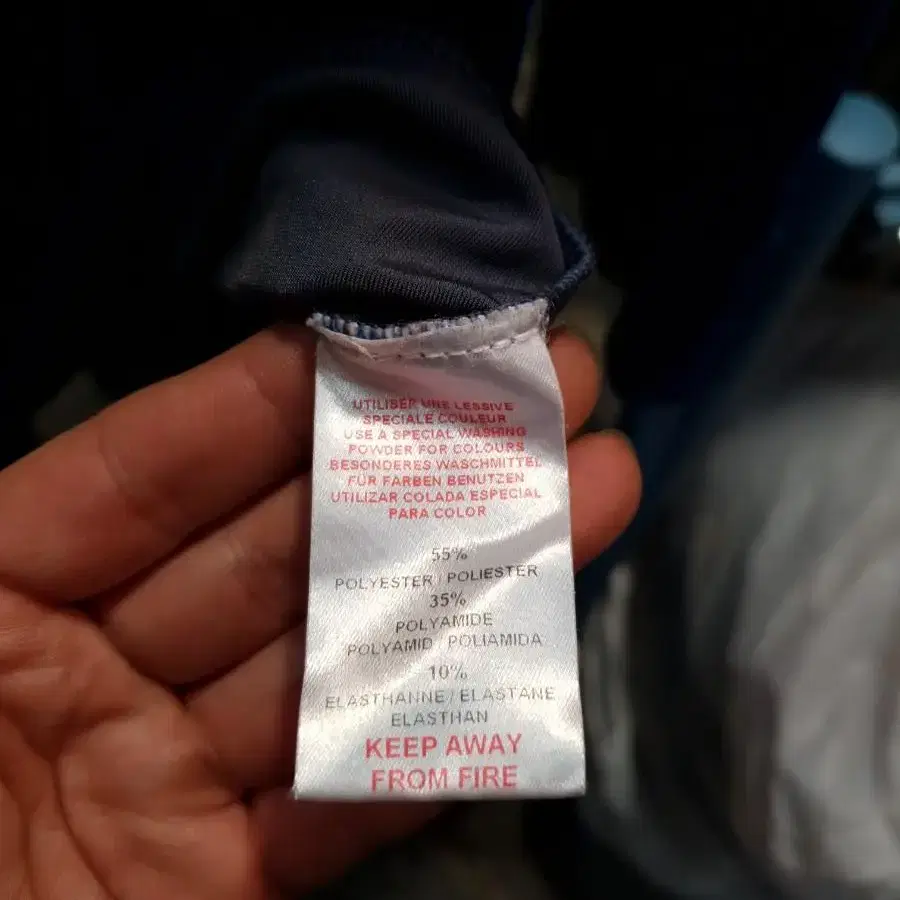 UTILISER UNE LESSIVE
SPECIALE COULEUR
USE A SPECIAL WASHING
POWDER FOR COLOURS
BESONDERES WASCHMITTEL
FÜR FARBEN BENUTZEN
UTILIZAR COLADA ESPECIAL
PARA COLOR
55%
POLYESTER / POLIESTER
35%
POLYAMIDE
POLYAMID POLIAMIDA
10%
ELASTHANNE / ELASTANE
ELASTHAN
KEEP AWAY
FROM FIRE